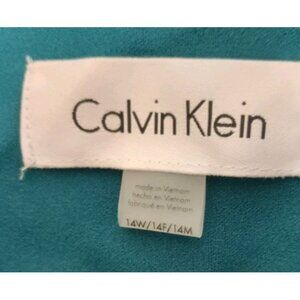 Calvin Klein
made in Vietnam
hecho en Vietnam
fabriqué en Vietnam
14W/14F/14M